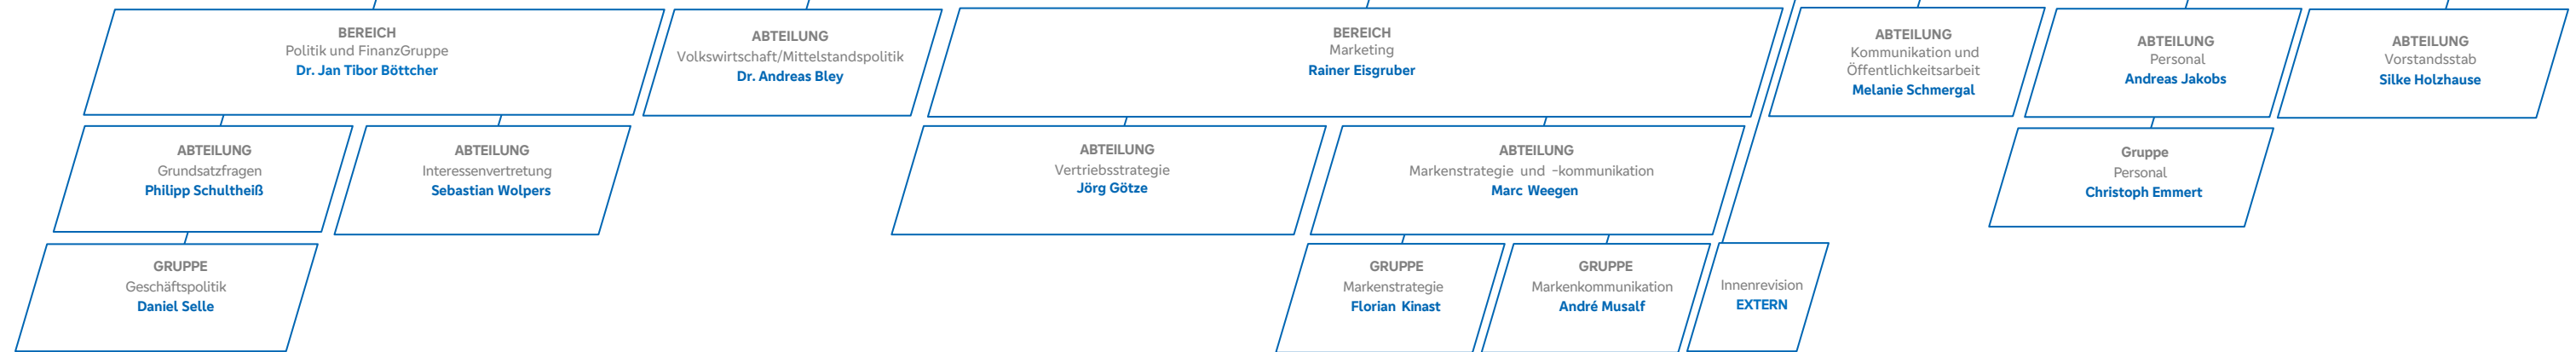 BEREICH
Politik und FinanzGruppe
Dr. Jan Tibor Böttcher
ABTEILUNG
Volkswirtschaft/Mittelstandspolitik
Dr. Andreas Bley
BEREICH
Marketing
Rainer Eisgruber
ABTEILUNG
Kommunikation und
Öffentlichkeitsarbeit
Melanie Schmergal
ABTEILUNG
Personal
Andreas Jakobs
ABTEILUNG
Vorstandsstab
Silke Holzhause
ABTEILUNG
Grundsatzfragen
Philipp Schultheiß
ABTEILUNG
Interessenvertretung
Sebastian Wolpers
ABTEILUNG
Vertriebsstrategie
Jörg Götze
ABTEILUNG
Markenstrategie und -kommunikation
Marc Weegen
Gruppe
Personal
Christoph Emmert
GRUPPE
Geschäftspolitik
Daniel Selle
GRUPPE
Markenstrategie
Florian Kinast
GRUPPE
Markenkommunikation
André Musalf
Innenrevision
EXTERN